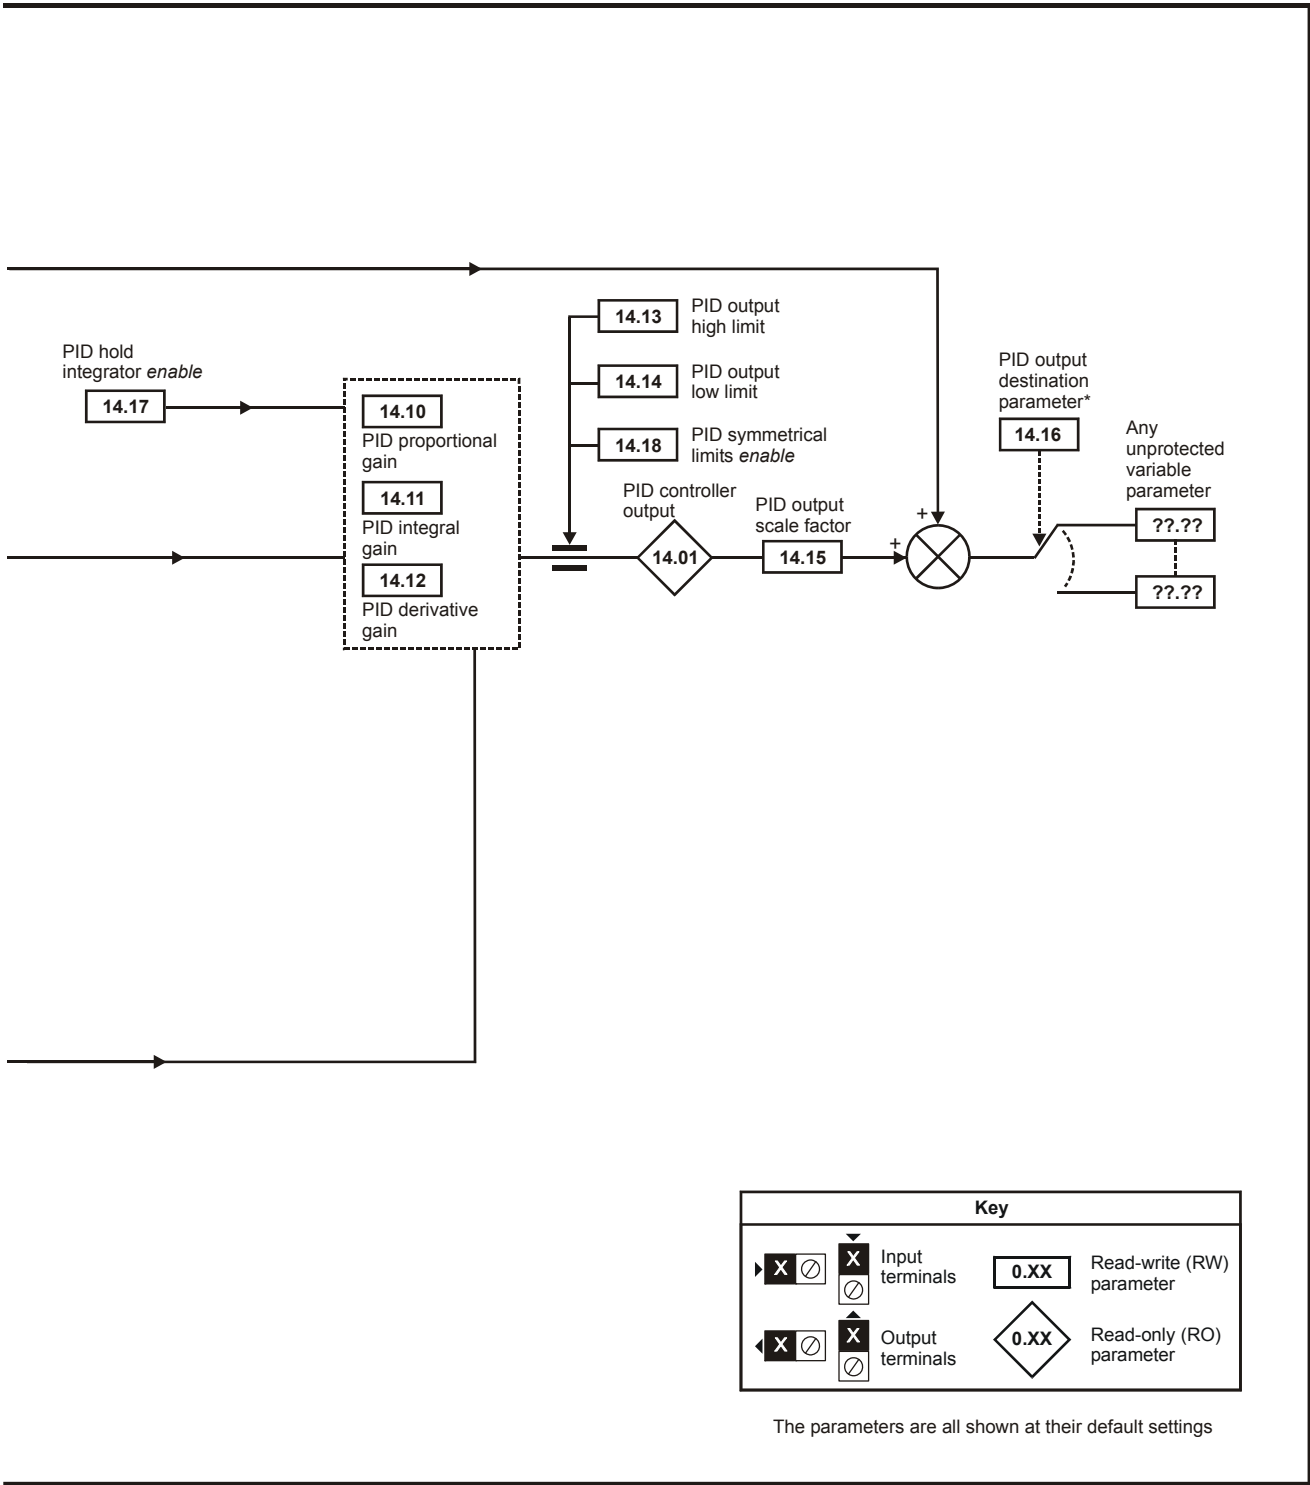 14.13
PID output
high limit
PID hold
integrator enable
14.17
14.14
PID output
low limit
PID output
destination
parameter*
14.16
14.10
PID proportional
gain
14.18
PID symmetrical
limits enable
Any
unprotected
variable
parameter
14.11
PID integral
gain
PID controller
output
14.01
PID output
scale factor
14.15
+
+
??.??
??.??
14.12
PID derivative
gain
Key
X
X
Input
terminals
0.XX
Read-write (RW)
parameter
X
X
Output
terminals
0.XX
Read-only (RO)
parameter
The parameters are all shown at their default settings